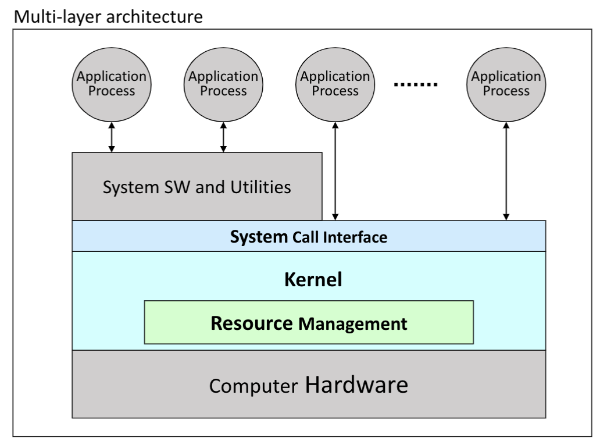 Multi-layer architecture
Application
Process
Application
Process
Application
Process
.......
Application
Process
System SW and Utilities
System Call Interface
Kernel
Resource Management
Computer Hardware